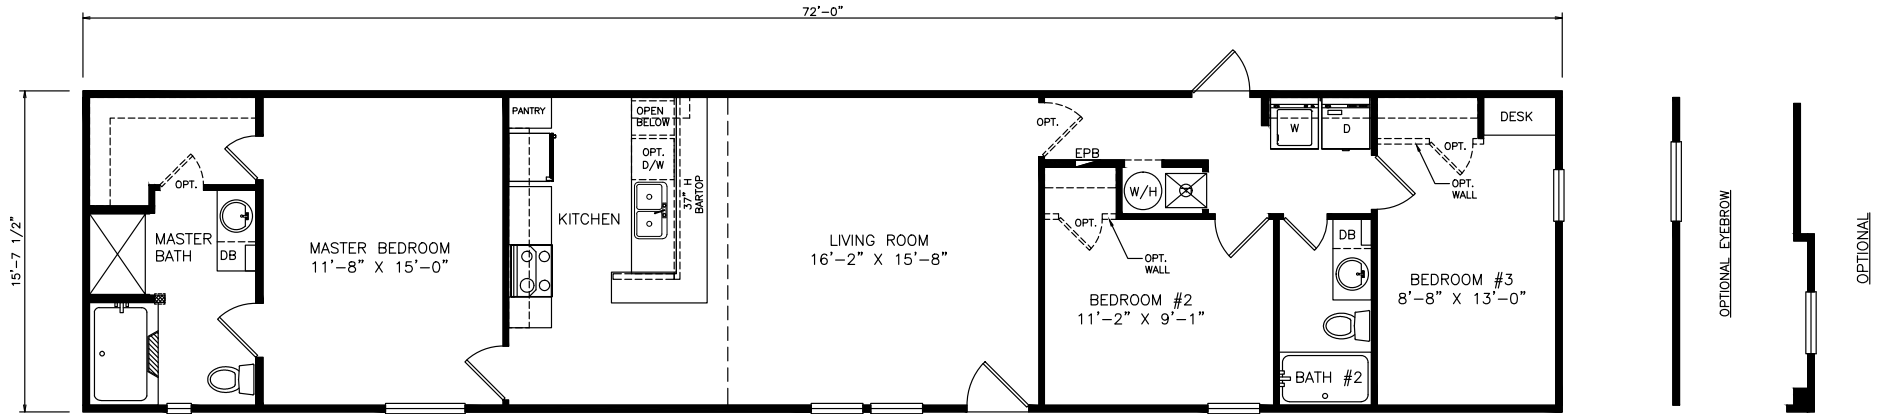 72'-0"
15'-7 1/2"
OPT.
MASTER
BATH
DB
MASTER BEDROOM
11'-8" X 15'-0"
PANTRY
KITCHEN
OPEN
BELOW
OPT.
D/W
37" H
BARTOP
LIVING ROOM
16'-2" X 15'-8"
OPT.
EPB
W/H
OPT.
OPT.
WALL
BEDROOM #2
11'-2" X 9'-1"
W
D
DB
BATH #2
OPT.
OPT.
WALL
DESK
BEDROOM #3
8'-8" X 13'-0"
OPTIONAL EYEBROW
OPTIONAL